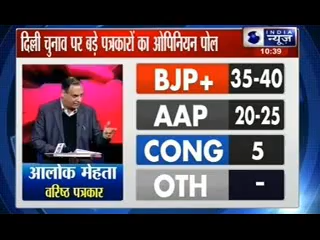 दिल्ली चुनाव पर बड़े पत्रकारों का ओपिनियन पोल
INDIA
NEWS
10:39
BJP+ 35-40
AAP 20-25
CONG 5
OTH -
आलोक मेहता
वरिष्ठ पत्रकार